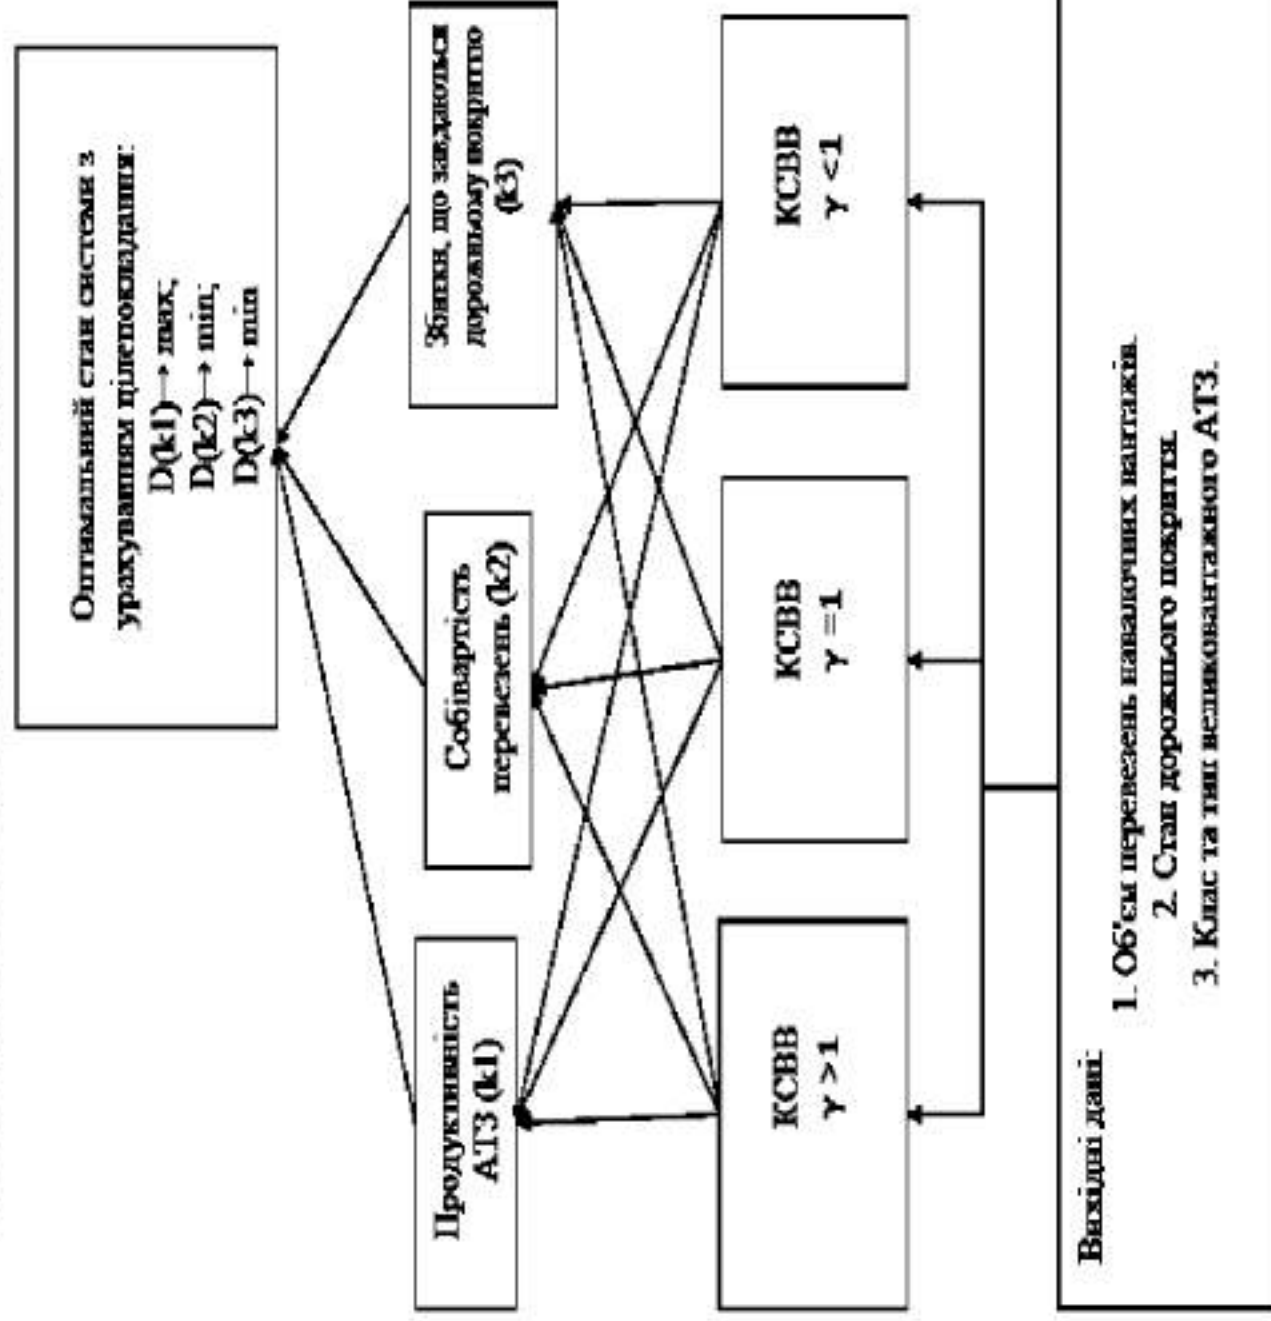 Оптимальний стан системи з
урахуванням цілепокладання:
D(k1)→ max;
D(k2)→ min;
D(k3)→ min
Продуктивність
АТЗ (k1)
Собівартість
перевезень (k2)
Збитки, що завдаються
дорожньому покриттю
(k3)
КСВВ
γ >1
КСВВ
γ =1
КСВВ
γ <1
Вихідні дані:
1. Об'єм перевезень навалочних вантажів.
2. Стан дорожнього покриття.
3. Клас та тип великовантажного АТЗ.